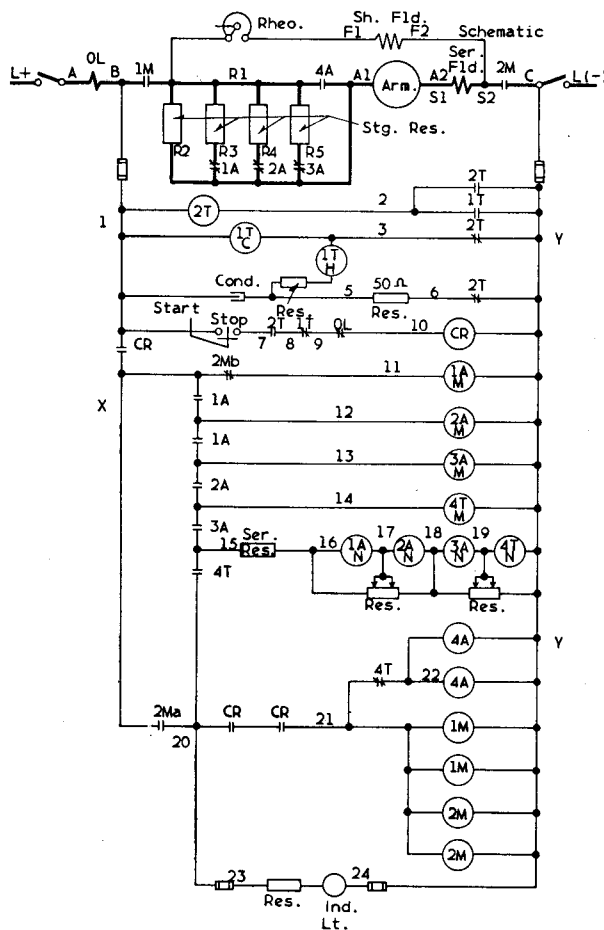 Rheo.
Sh. Fld.
F1 F2
Schematic
L+ A OL B 1M R1 4A A1 Arm. A2 S1 Ser. Fld. S2 2M C L(-)
R2 R3 R4 R5
Stg. Res.
1A 2A 3A
2T
2T 2 1T
1
1T C 3 2T Y
1T H
Cond. Res. 5 50 Ω Res. 6 2T
Start Stop 2T 1T OL 10 CR
7 8 9
CR
2Mb 11 1A M
X
1A 12 2A M
1A 13 3A M
2A 14 4T M
3A
15 Ser. Res. 16 1A N 17 2A N 18 3A N 19 4T N
4T
Res. Res.
4A
Y
4T 22 4A
2Ma CR CR 21 1M
20
1M
2M
2M
23 Res. Ind. Lt. 24